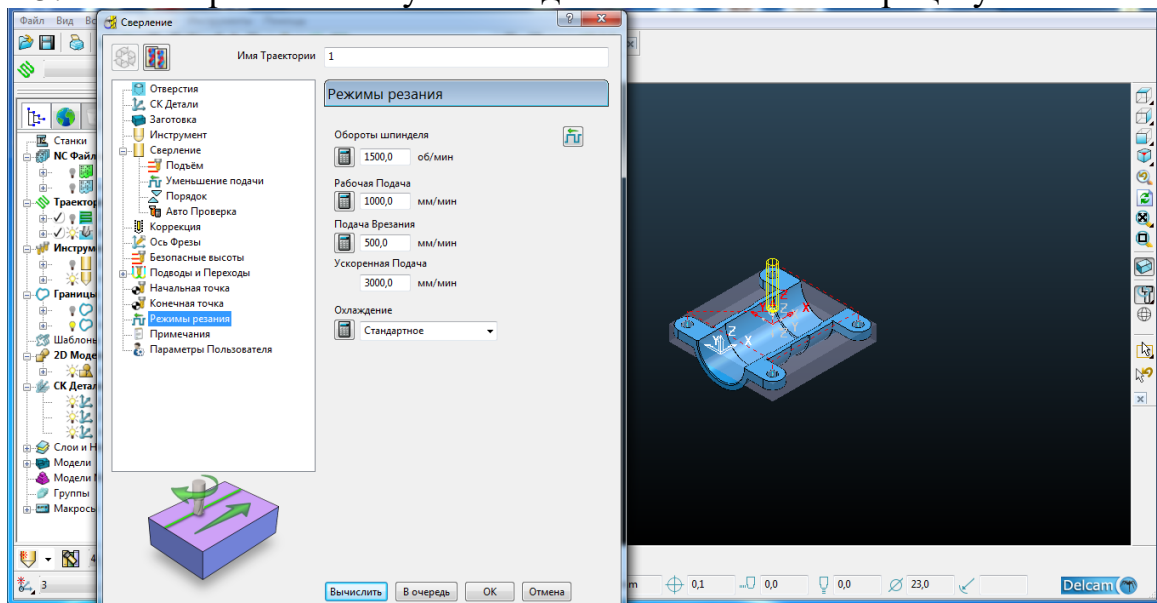 Файл Вид
Сверление
Имя Траектории 1
Отверстия
СК Детали
Заготовка
Инструмент
Сверление
Подъём
Уменьшение подачи
Порядок
Авто Проверка
Коррекция
Ось Фрезы
Безопасные высоты
Подводы и Переходы
Начальная точка
Конечная точка
Режимы резания
Примечания
Параметры Пользователя
Режимы резания
Обороты шпинделя
1500,0 об/мин
Рабочая Подача
1000,0 мм/мин
Подача Врезания
500,0 мм/мин
Ускоренная Подача
3000,0 мм/мин
Охлаждение
Стандартное
Вычислить В очередь OK Отмена
Станки
NC Файл
Траектор
Инструм
Границы
Шаблоны
2D Моде
СК Детал
Слои и Н
Модели
Модели
Группы
Макросы
Z
X
Z
Y X
4
3
m 0,1 0,0 0,0 23,0
Delcam